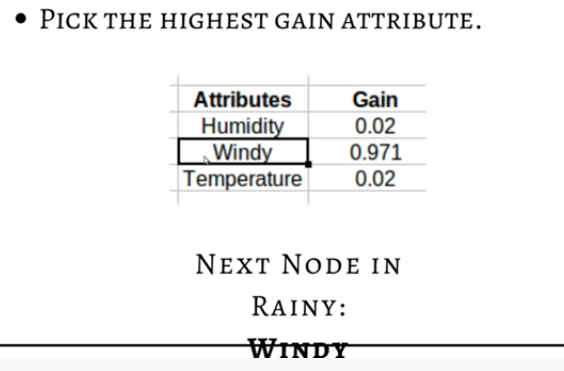 • Pick the highest gain attribute.
Attributes Gain
Humidity 0.02
Windy 0.971
Temperature 0.02
Next Node in
Rainy:
Windy